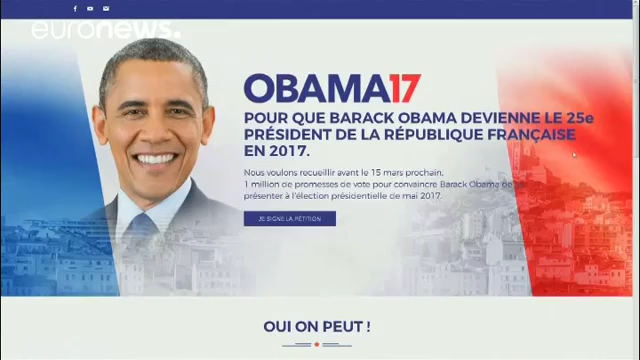 euronews.
OBAMA17
POUR QUE BARACK OBAMA DEVIENNE LE 25e
PRÉSIDENT DE LA RÉPUBLIQUE FRANÇAISE
EN 2017.
Nous voulons recueillir avant le 15 mars prochain,
1 million de promesses de vote pour convaincre Barack Obama de se
présenter à l'élection présidentielle de mai 2017.
JE SIGNE LA PÉTITION
OUI ON PEUT !